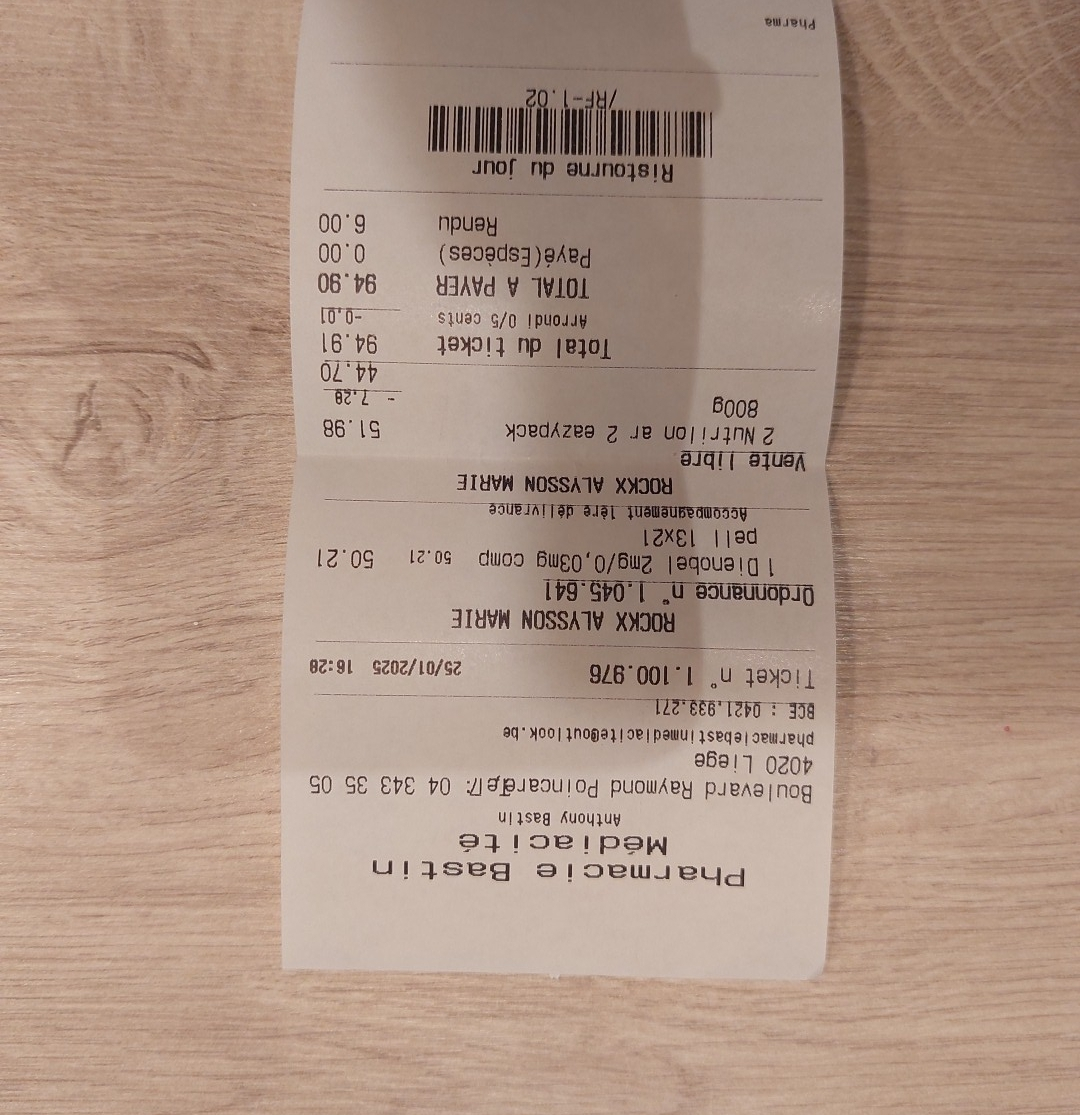 Pharmacie Bastin
Médiacité
Anthony Bastin
Boulevard Raymond Poincaré,7 Tel: 04 343 35 05
4020 Liege
pharmaciebastinmediacite@outlook.be
BCE : 0421.933.271
Ticket n° 1.100.976 25/01/2025 16:28
ROCKX ALYSSON MARIE
Ordonnance n° 1.045.641
1 Dienobel 2mg/0,03mg comp 50.21 50.21
pell 13x21
Accompagnement 1ère délivrance
ROCKX ALYSSON MARIE
Vente libre
2 Nutrilon ar 2 eazypack 51.98
800g
- 7.28
44.70
Total du ticket 94.91
Arrondi 0/5 cents -0.01
TOTAL A PAYER 94.90
Payé(Espèces) 0.00
Rendu 6.00
Ristourne du jour
/RF-1.02
Pharma